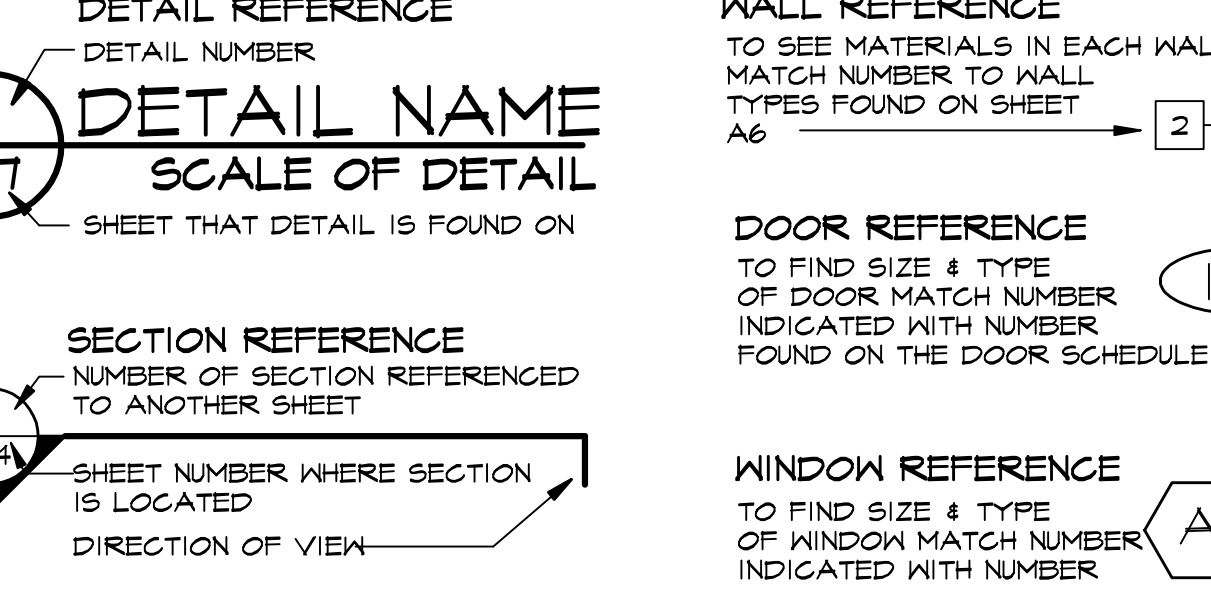 DETAIL REFERENCE
DETAIL NUMBER
DETAIL NAME
SCALE OF DETAIL
SHEET THAT DETAIL IS FOUND ON
SECTION REFERENCE
NUMBER OF SECTION REFERENCED
TO ANOTHER SHEET
4
SHEET NUMBER WHERE SECTION
IS LOCATED
DIRECTION OF VIEW
WALL REFERENCE
TO SEE MATERIALS IN EACH WAL
MATCH NUMBER TO WALL
TYPES FOUND ON SHEET
A6
2
DOOR REFERENCE
TO FIND SIZE & TYPE
OF DOOR MATCH NUMBER
INDICATED WITH NUMBER
FOUND ON THE DOOR SCHEDULE
WINDOW REFERENCE
TO FIND SIZE & TYPE
OF WINDOW MATCH NUMBER
INDICATED WITH NUMBER
A